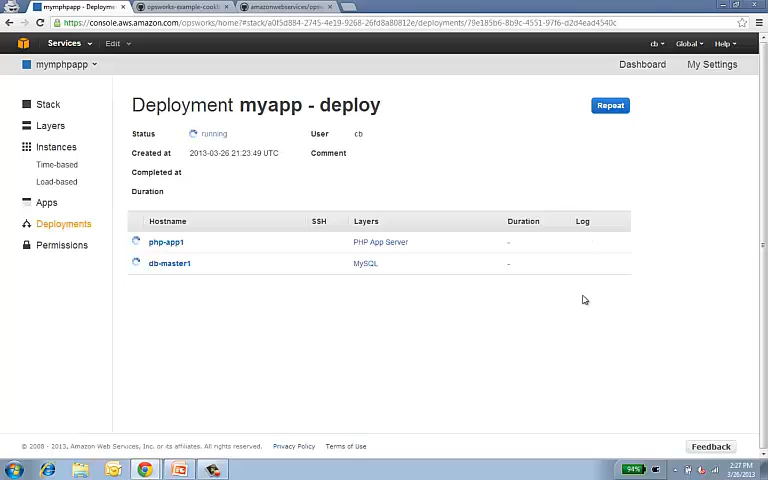 mymphpapp - Deploymen
opsworks-example-cookb
amazonwebservices/opsw
https://console.aws.amazon.com/opsworks/home?#stack/a0f5d884-2745-4e19-9268-26fd8a80812e/deployments/79e185b6-8b9c-4551-97f6-d2d4ead4540c
Services Edit cb Global Help
mymphpapp Dashboard My Settings
Stack
Layers
Instances
Time-based
Load-based
Apps
Deployments
Permissions
Deployment myapp - deploy Repeat
Status running User cb
Created at 2013-03-26 21:23:49 UTC Comment
Completed at
Duration
Hostname SSH Layers Duration Log
php-app1 PHP App Server -
db-master1 MySQL -
© 2008 - 2013, Amazon Web Services, Inc. or its affiliates. All rights reserved. Privacy Policy Terms of Use Feedback
94% 2:27 PM
3/26/2013